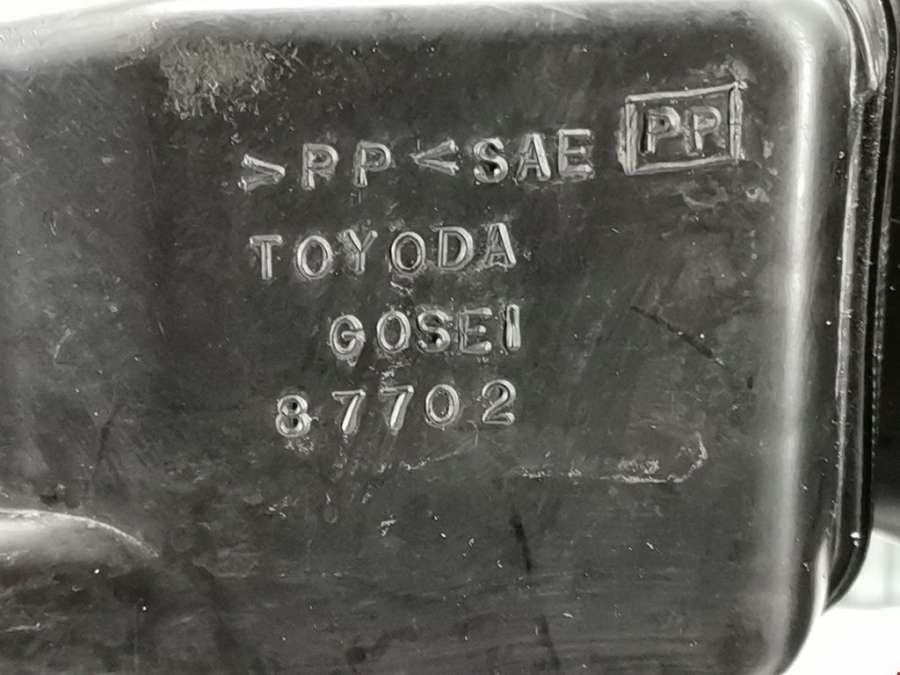 >PP< SAE PP
TOYODA
GOSEI
87702